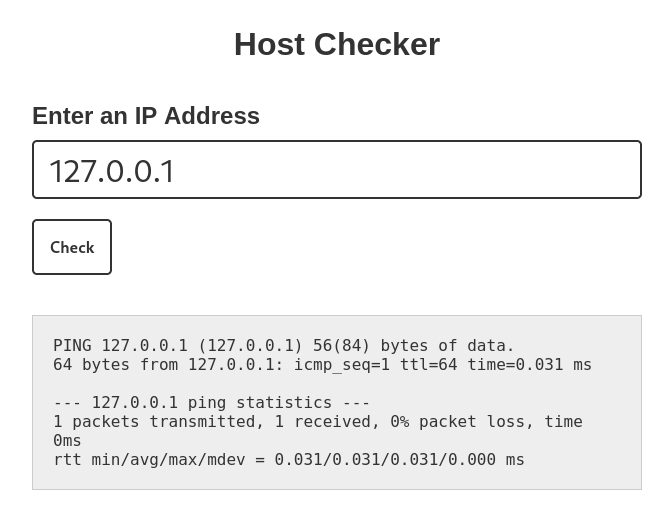 Host Checker
Enter an IP Address
127.0.0.1
Check
PING 127.0.0.1 (127.0.0.1) 56(84) bytes of data.
64 bytes from 127.0.0.1: icmp_seq=1 ttl=64 time=0.031 ms
--- 127.0.0.1 ping statistics ---
1 packets transmitted, 1 received, 0% packet loss, time
0ms
rtt min/avg/max/mdev = 0.031/0.031/0.031/0.000 ms